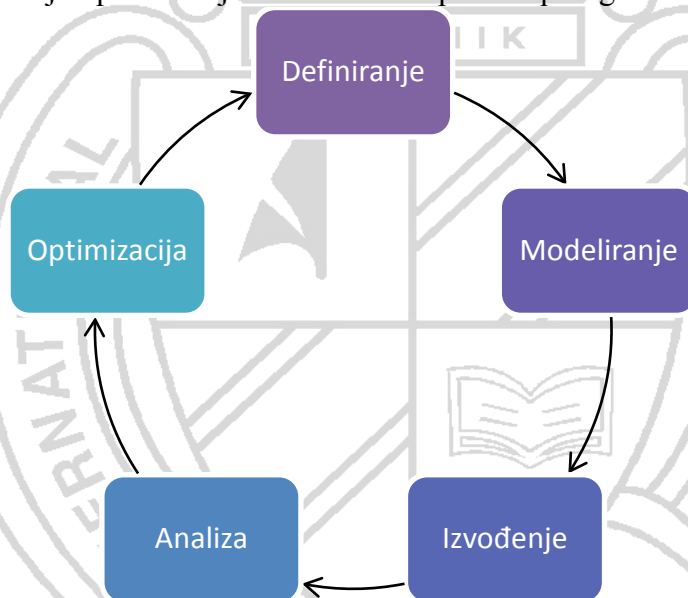 Definiranje
Modeliranje
Izvođenje
Analiza
Optimizacija